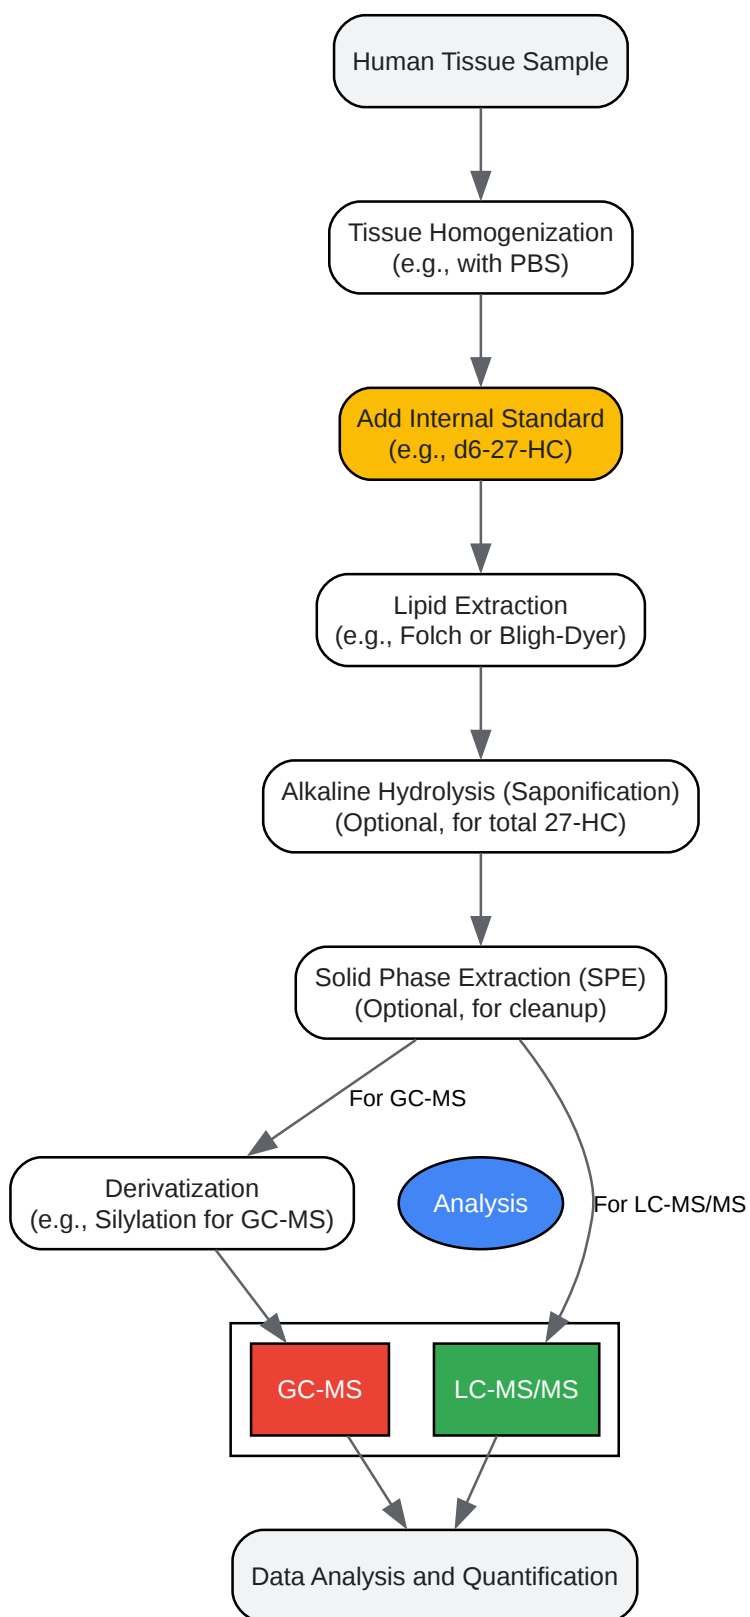 Human Tissue Sample
Tissue Homogenization
(e.g., with PBS)
Add Internal Standard
(e.g., d6-27-HC)
Lipid Extraction
(e.g., Folch or Bligh-Dyer)
Alkaline Hydrolysis (Saponification)
(Optional, for total 27-HC)
Solid Phase Extraction (SPE)
(Optional, for cleanup)
For GC-MS
Derivatization
(e.g., Silylation for GC-MS)
Analysis
For LC-MS/MS
GC-MS
LC-MS/MS
Data Analysis and Quantification